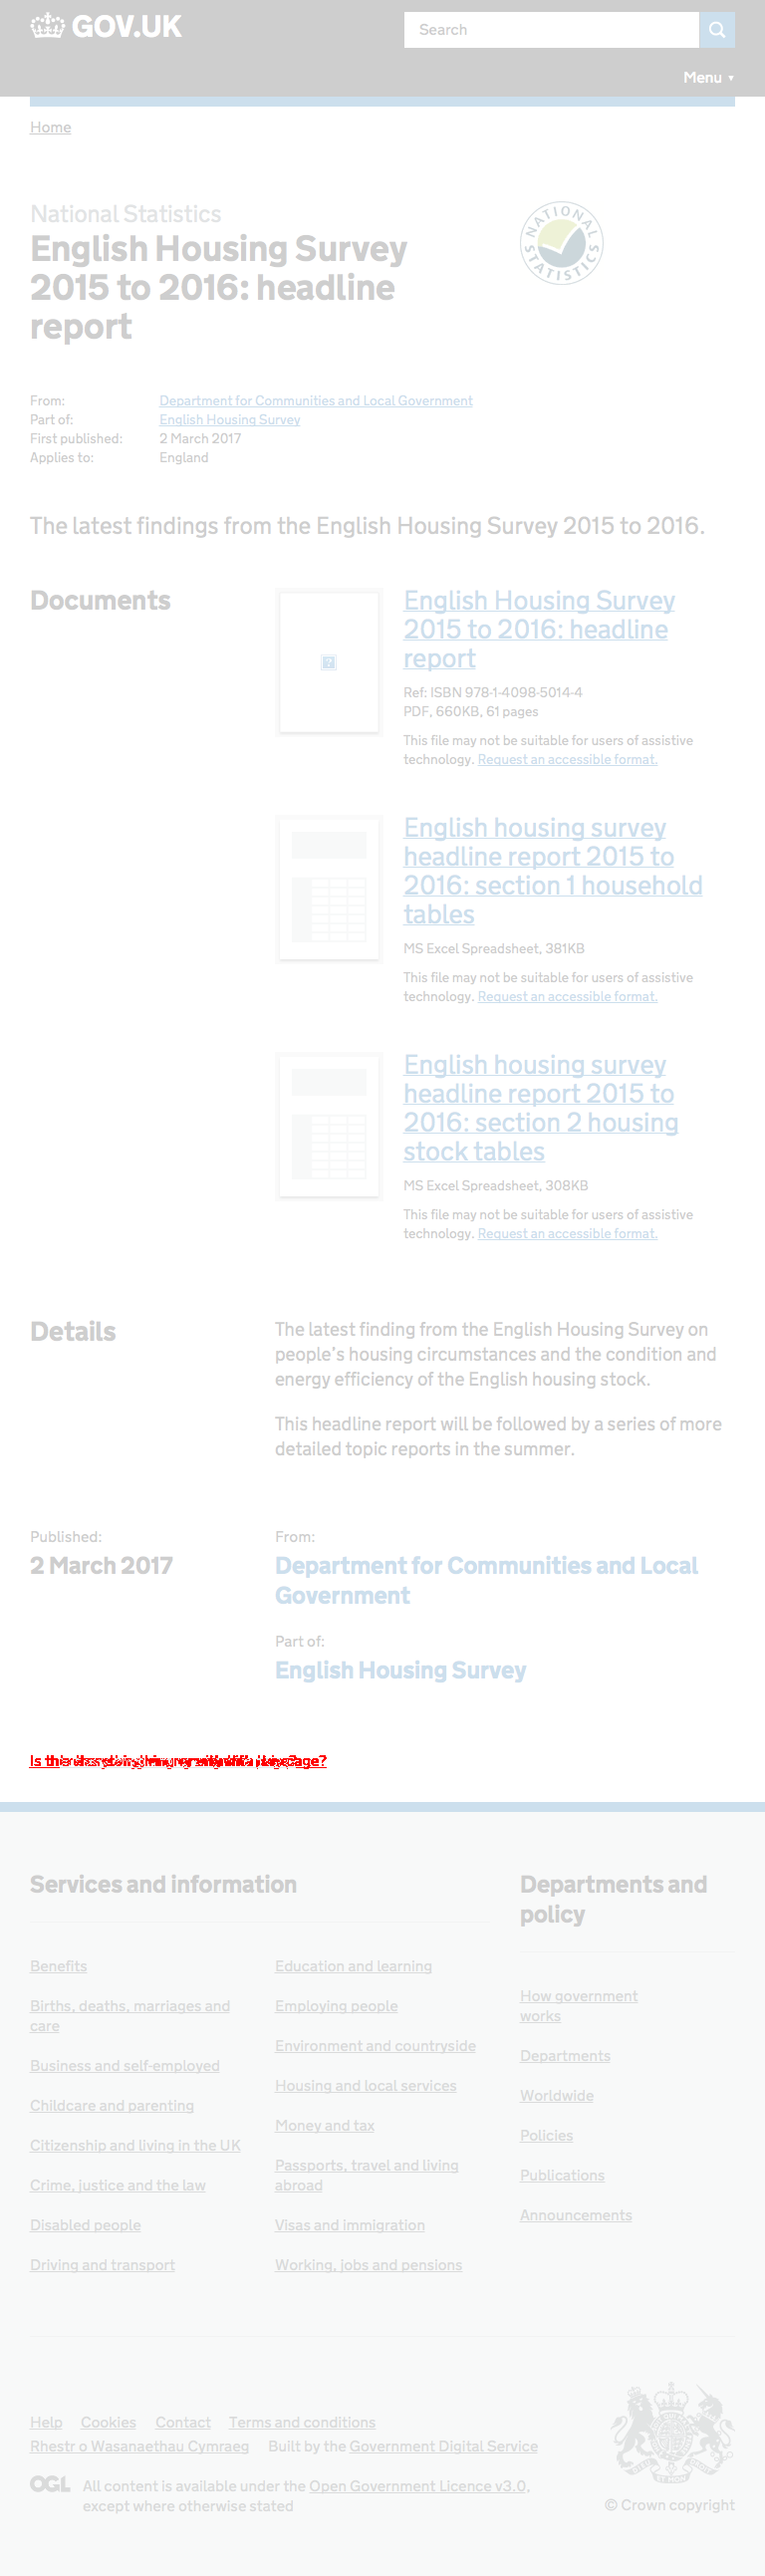 GOV.UK
Search
Menu ▼
Home
National Statistics
English Housing Survey
2015 to 2016: headline
report
NATIONAL STATISTICS
From: Department for Communities and Local Government
Part of: English Housing Survey
First published: 2 March 2017
Applies to: England
The latest findings from the English Housing Survey 2015 to 2016.
Documents
English Housing Survey
2015 to 2016: headline
report
Ref: ISBN 978-1-4098-5014-4
PDF, 660KB, 61 pages
This file may not be suitable for users of assistive
technology. Request an accessible format.
English housing survey
headline report 2015 to
2016: section 1 household
tables
MS Excel Spreadsheet, 381KB
This file may not be suitable for users of assistive
technology. Request an accessible format.
English housing survey
headline report 2015 to
2016: section 2 housing
stock tables
MS Excel Spreadsheet, 308KB
This file may not be suitable for users of assistive
technology. Request an accessible format.
Details
The latest finding from the English Housing Survey on
people's housing circumstances and the condition and
energy efficiency of the English housing stock.
This headline report will be followed by a series of more
detailed topic reports in the summer.
Published:
2 March 2017
From:
Department for Communities and Local
Government
Part of:
English Housing Survey
Services and information
Benefits
Births, deaths, marriages and
care
Business and self-employed
Childcare and parenting
Citizenship and living in the UK
Crime, justice and the law
Disabled people
Driving and transport
Education and learning
Employing people
Environment and countryside
Housing and local services
Money and tax
Passports, travel and living
abroad
Visas and immigration
Working, jobs and pensions
Departments and
policy
How government
works
Departments
Worldwide
Policies
Publications
Announcements
Help Cookies Contact Terms and conditions
Rhestr o Wasanaethau Cymraeg Built by the Government Digital Service
OGL All content is available under the Open Government Licence v3.0,
except where otherwise stated
© Crown copyright